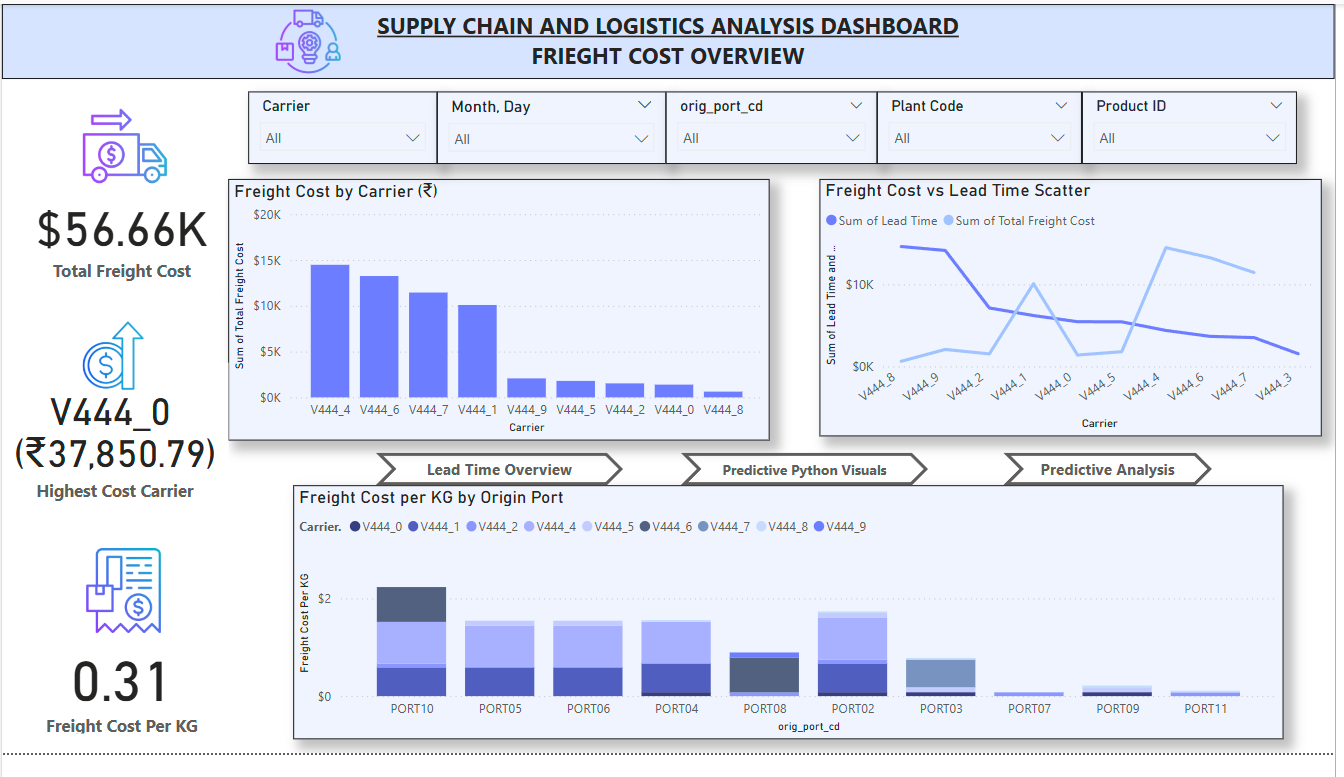 SUPPLY CHAIN AND LOGISTICS ANALYSIS DASHBOARD
FRIEGHT COST OVERVIEW
$56.66K
Total Freight Cost
V444_0
(₹37,850.79)
Highest Cost Carrier
0.31
Freight Cost Per KG
Carrier
All
Month, Day
All
orig_port_cd
All
Plant Code
All
Product ID
All
Freight Cost by Carrier (₹)
Sum of Total Freight Cost
$20K
$15K
$10K
$5K
$0K
V444_4 V444_6 V444_7 V444_1 V444_9 V444_5 V444_2 V444_0 V444_8
Carrier
Freight Cost vs Lead Time Scatter
Sum of Lead Time Sum of Total Freight Cost
Sum of Lead Time and ...
$10K
$0K
V444_8 V444_9 V444_2 V444_1 V444_0 V444_5 V444_4 V444_6 V444_7 V444_3
Carrier
Lead Time Overview
Predictive Python Visuals
Predictive Analysis
Freight Cost per KG by Origin Port
Carrier. V444_0 V444_1 V444_2 V444_4 V444_5 V444_6 V444_7 V444_8 V444_9
Freight Cost Per KG
$2
$0
PORT10 PORT05 PORT06 PORT04 PORT08 PORT02 PORT03 PORT07 PORT09 PORT11
orig_port_cd